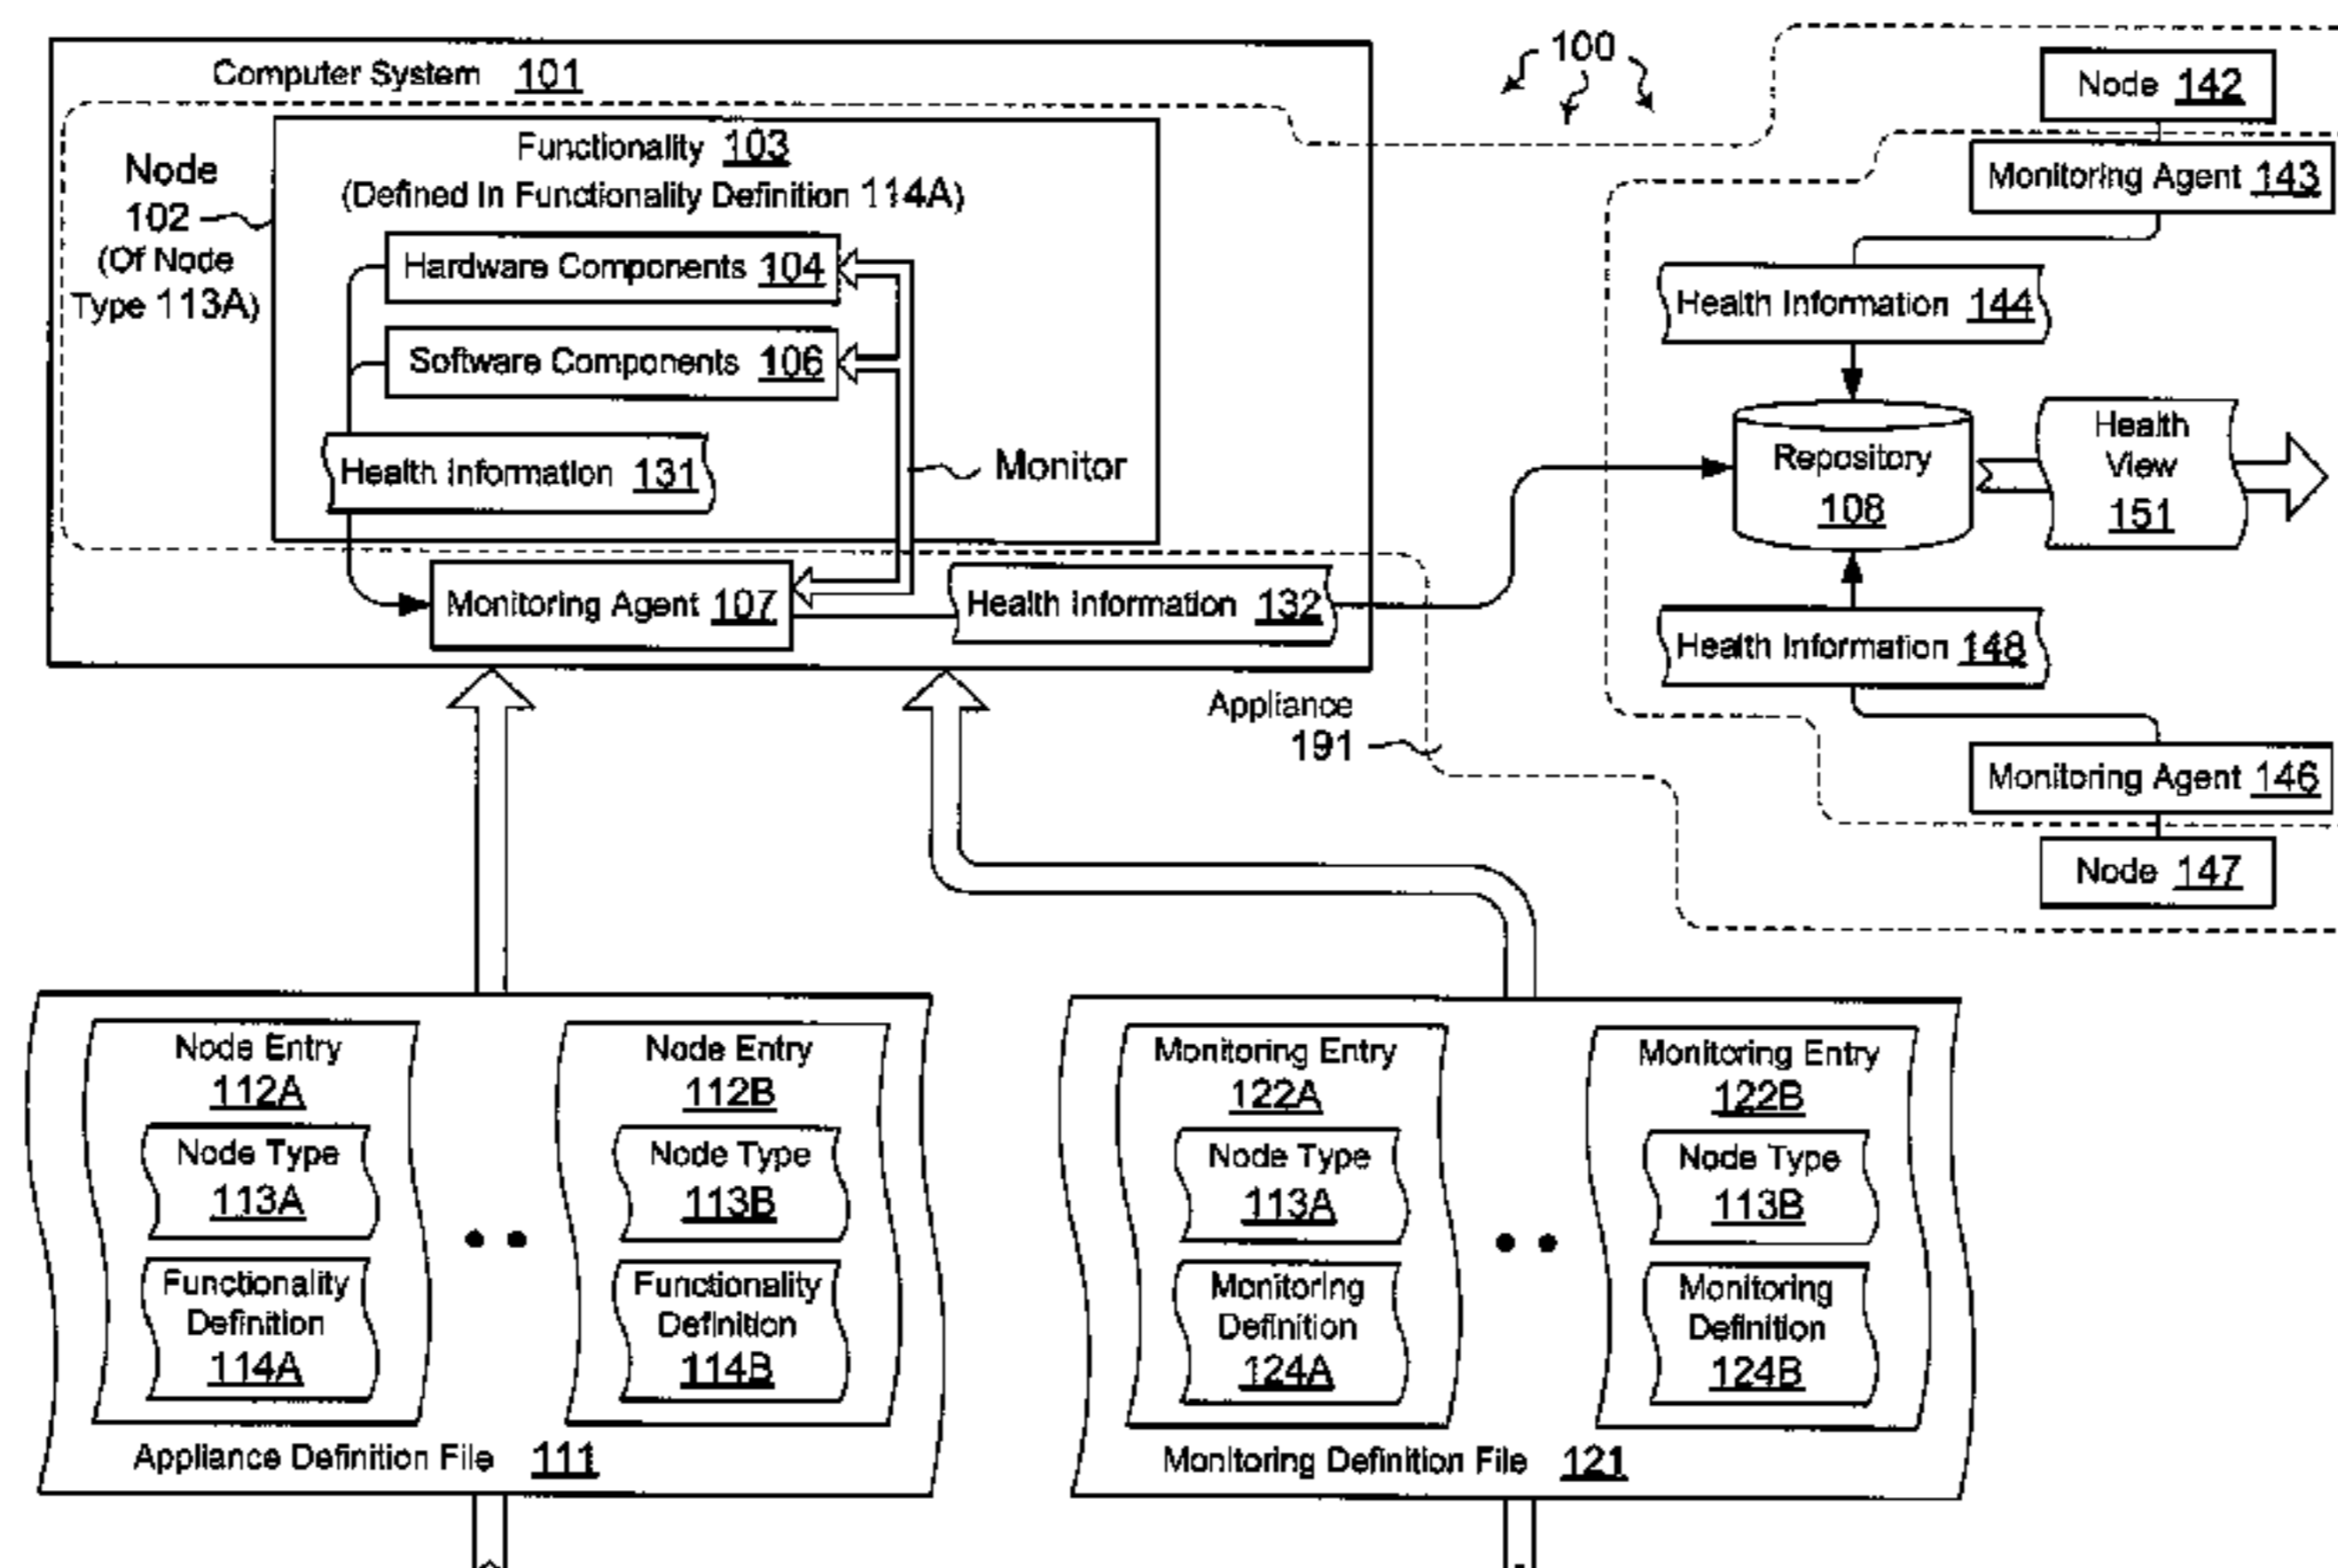 100
Computer System 101
Node
102
(Of Node
Type 113A)
Functionality 103
(Defined In Functionality Definition 114A)
Hardware Components 104
Software Components 106
Health Information 131
Monitor
Monitoring Agent 107
Health Information 132
Node 142
Monitoring Agent 143
Health Information 144
Repository
108
Health
View
151
Health Information 148
Monitoring Agent 146
Node 147
Appliance
191
Node Entry
112A
Node Type
113A
Functionality
Definition
114A
Node Entry
112B
Node Type
113B
Functionality
Definition
114B
Appliance Definition File 111
Monitoring Entry
122A
Node Type
113A
Monitoring
Definition
124A
Monitoring Entry
122B
Node Type
113B
Monitoring
Definition
124B
Monitoring Definition File 121